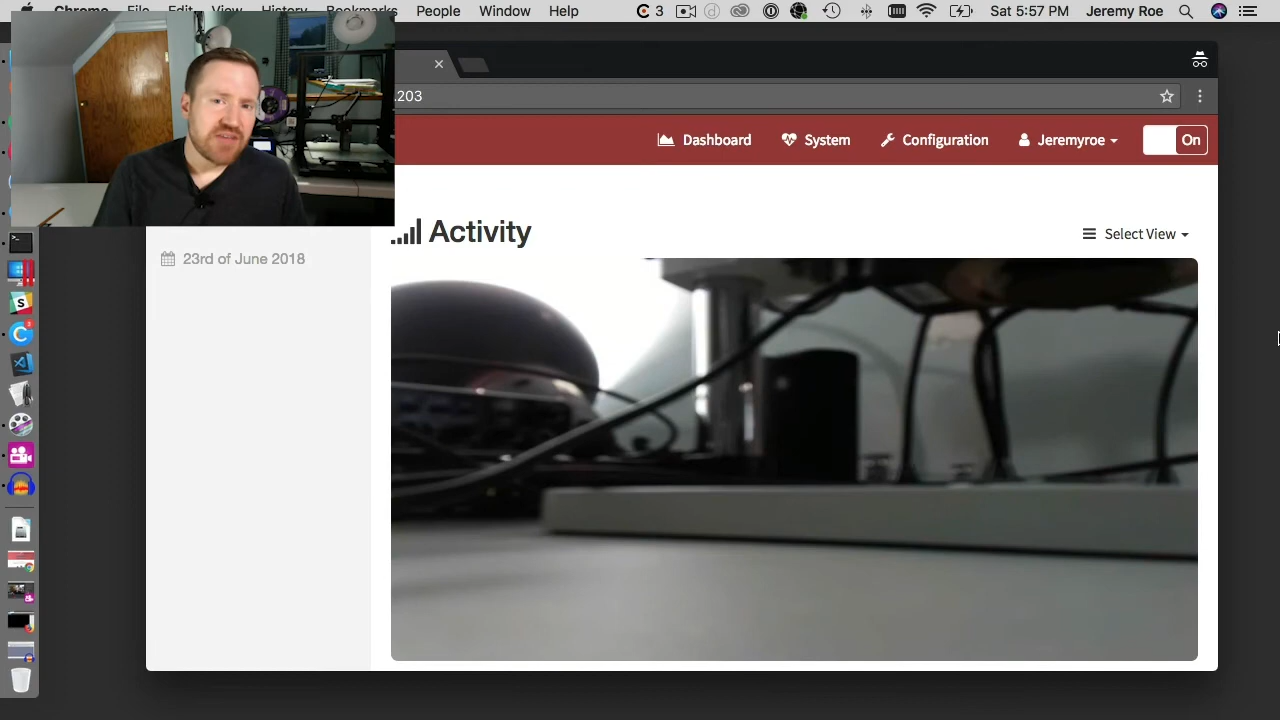 Chrome File Edit View History Bookmarks People Window Help 3 Sat 5:57 PM Jeremy Roe
.203
Dashboard System Configuration Jeremyroe On
Activity
Select View
23rd of June 2018